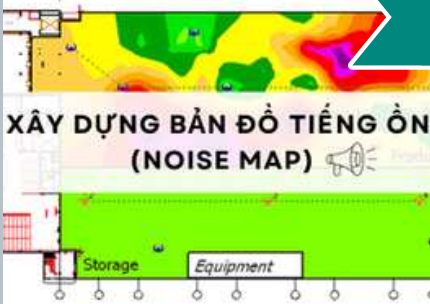 XÂY DỰNG BẢN ĐỒ TIẾNG ỒN
(NOISE MAP)
Storage
Equipment